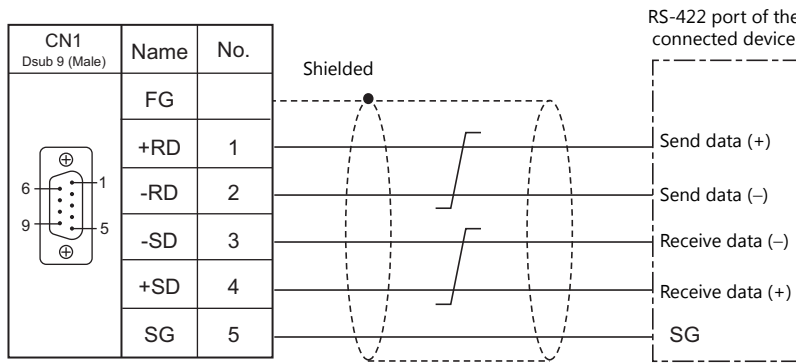 RS-422 port of the
connected device
CN1
Dsub 9 (Male)
Name
No.
Shielded
FG
+RD
1
Send data (+)
-RD
2
Send data (–)
-SD
3
Receive data (–)
+SD
4
Receive data (+)
SG
5
SG
6
1
9
5